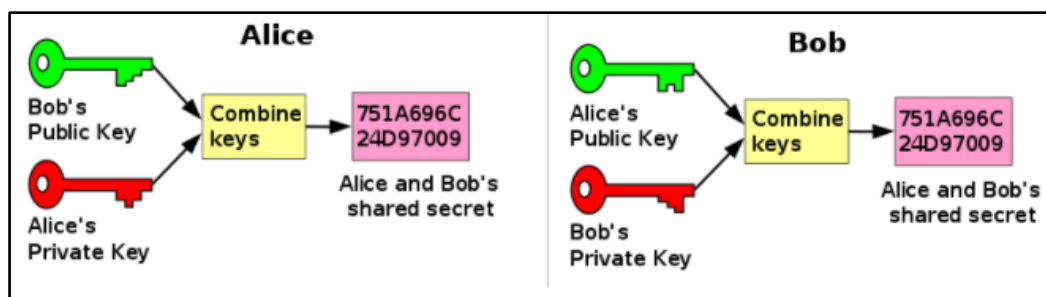 Alice
Bob's
Public Key
Combine
keys
751A696C
24D97009
Alice and Bob's
shared secret
Alice's
Private Key
Bob
Alice's
Public Key
Combine
keys
751A696C
24D97009
Alice and Bob's
shared secret
Bob's
Private Key